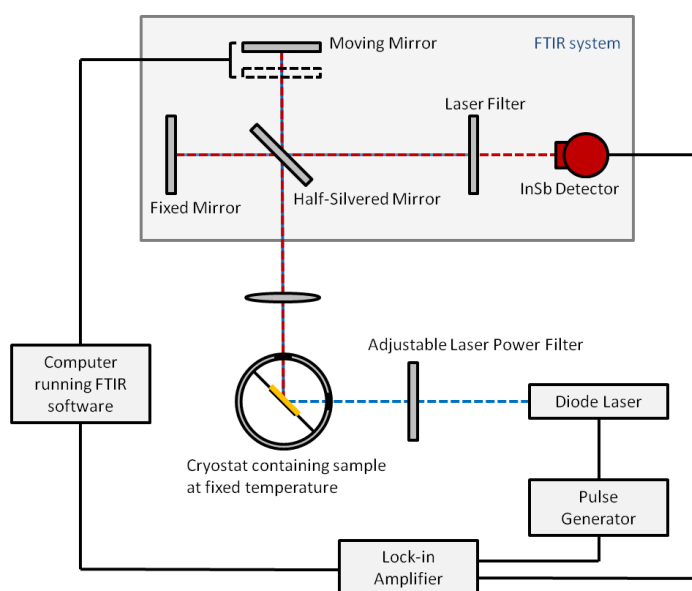 Moving Mirror
FTIR system
Laser Filter
InSb Detector
Fixed Mirror
Half-Silvered Mirror
Computer
running FTIR
software
Adjustable Laser Power Filter
Diode Laser
Cryostat containing sample
at fixed temperature
Pulse
Generator
Lock-in
Amplifier